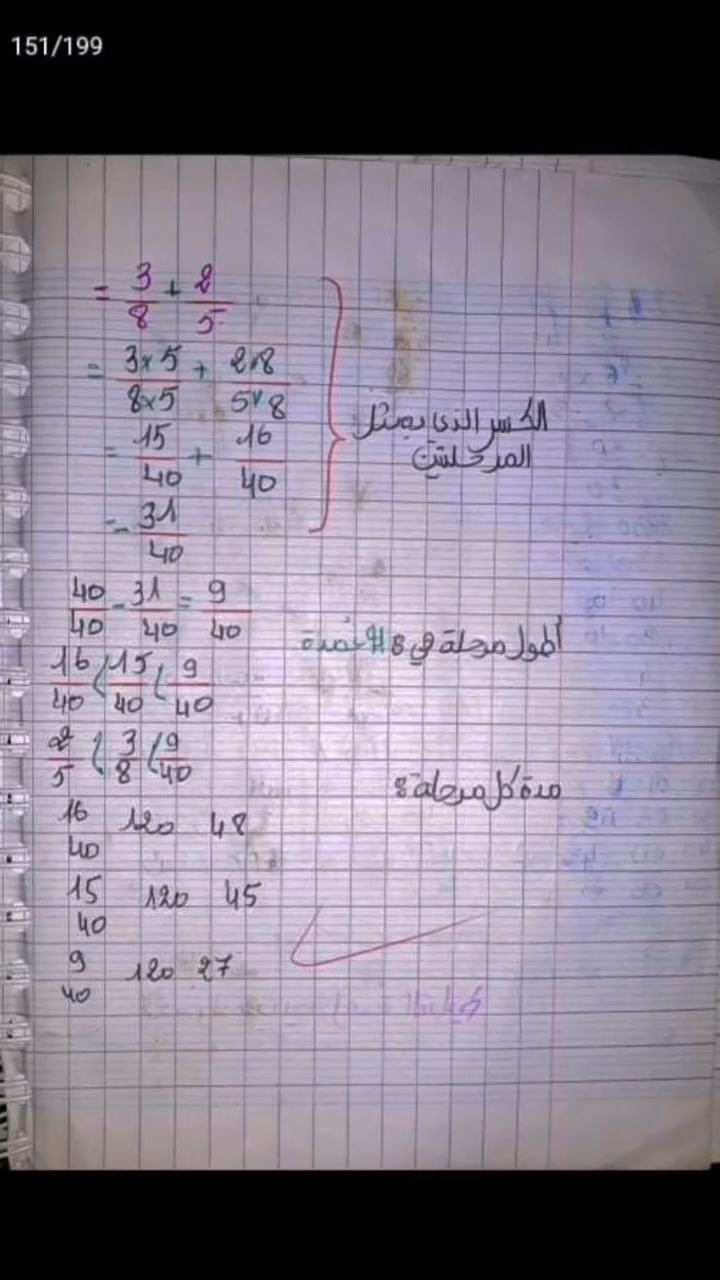 151/199
= 3/8 + 2/5
= 3×5/8×5 + 2×8/5×8
الكسر الذي يمثل
المرحلتين
= 15/40 + 16/40
= 31/40
40/40 - 31/40 = 9/40
أطول مرحلة في
16/40 ( 15/40 ( 9/40
2/5 ( 3/8 ( 9/40
مدة كل مرحلة:
16/40 120 48
15/40 120 45
9/40 120 27